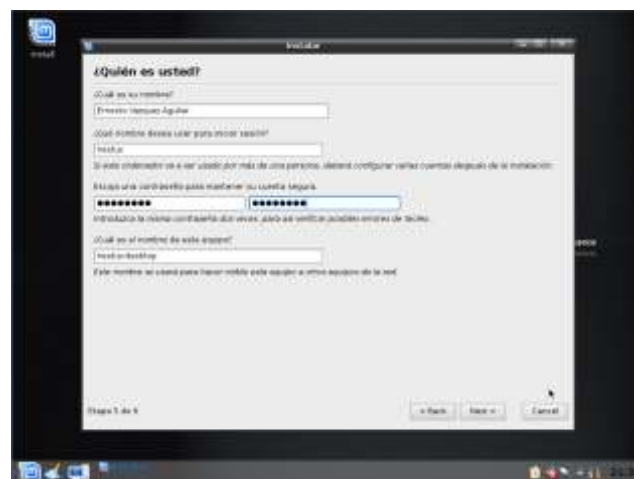 Install
Instalar
¿Quién es usted?
¿Cuál es su nombre?
Ernesto Vasquez Aguilar
¿Qué nombre desea usar para iniciar sesión?
Si este ordenador va a ser usado por más de una persona, deberá configurar varias cuentas después de la instalación.
Escoja una contraseña para mantener su cuenta segura.
Introduzca la misma contraseña dos veces, para así verificar posibles errores de tecleo.
¿Cuál es el nombre de este equipo?
Este nombre se usará para hacer visible este equipo a otros equipos de la red.
Etapa 5 de 6
< Back
Next >
Cancel